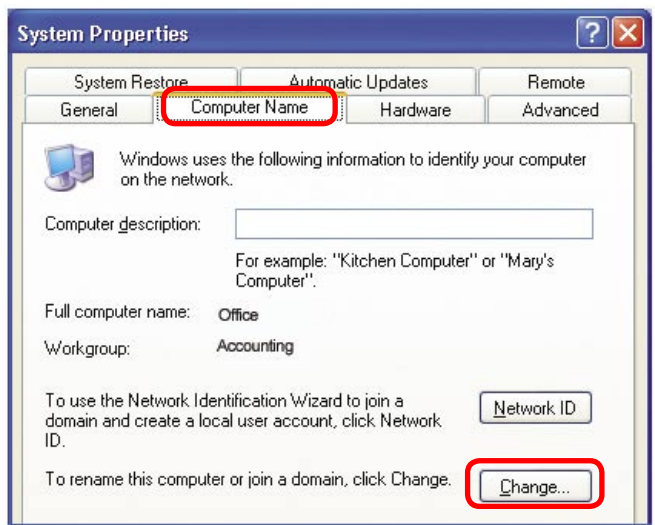 System Properties
System Restore Automatic Updates Remote
General Computer Name Hardware Advanced
Windows uses the following information to identify your computer
on the network.
Computer description:
For example: "Kitchen Computer" or "Mary's
Computer".
Full computer name: Office
Workgroup: Accounting
To use the Network Identification Wizard to join a
domain and create a local user account, click Network
ID.
Network ID
To rename this computer or join a domain, click Change.
Change...